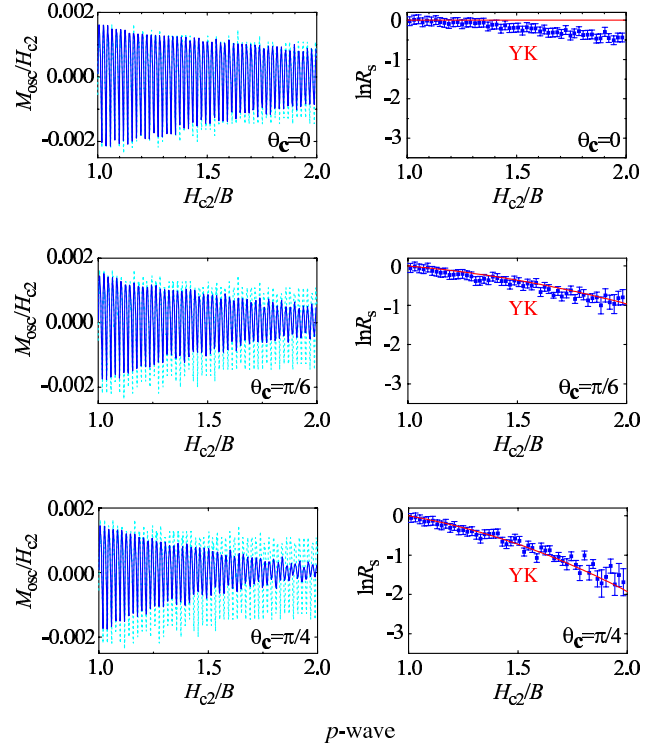 0.002
0.000
-0.002
M_osc/H_c2
1.0 1.5 2.0
H_c2/B
θ_c=0
0
-1
-2
-3
lnR_s
YK
θ_c=0
1.0 1.5 2.0
H_c2/B
0.002
0.000
-0.002
M_osc/H_c2
1.0 1.5 2.0
H_c2/B
θ_c=π/6
0
-1
-2
-3
lnR_s
YK
θ_c=π/6
1.0 1.5 2.0
H_c2/B
0.002
0.000
-0.002
M_osc/H_c2
1.0 1.5 2.0
H_c2/B
θ_c=π/4
0
-1
-2
-3
lnR_s
YK
θ_c=π/4
1.0 1.5 2.0
H_c2/B
p-wave